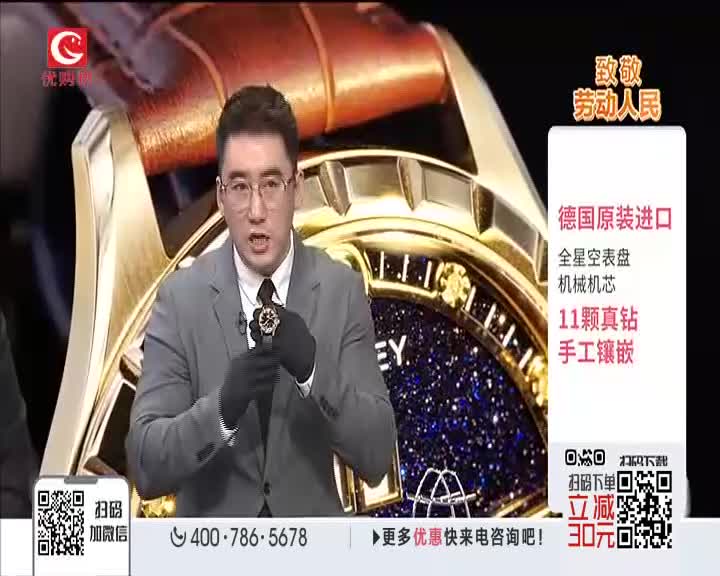 优购物
致敬
劳动人民
德国原装进口
全星空表盘
机械机芯
11颗真钻
手工镶嵌
EY
扫码下载
扫码下单
立减
30元
扫码
加微信
400·786·5678
更多优惠快来电咨询吧!